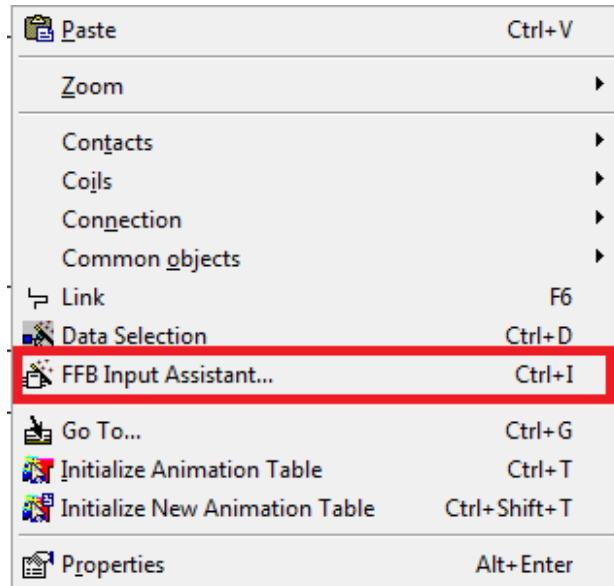 Paste Ctrl+V
Zoom
Contacts
Coils
Connection
Common objects
Link F6
Data Selection Ctrl+D
FFB Input Assistant... Ctrl+I
Go To... Ctrl+G
Initialize Animation Table Ctrl+T
Initialize New Animation Table Ctrl+Shift+T
Properties Alt+Enter